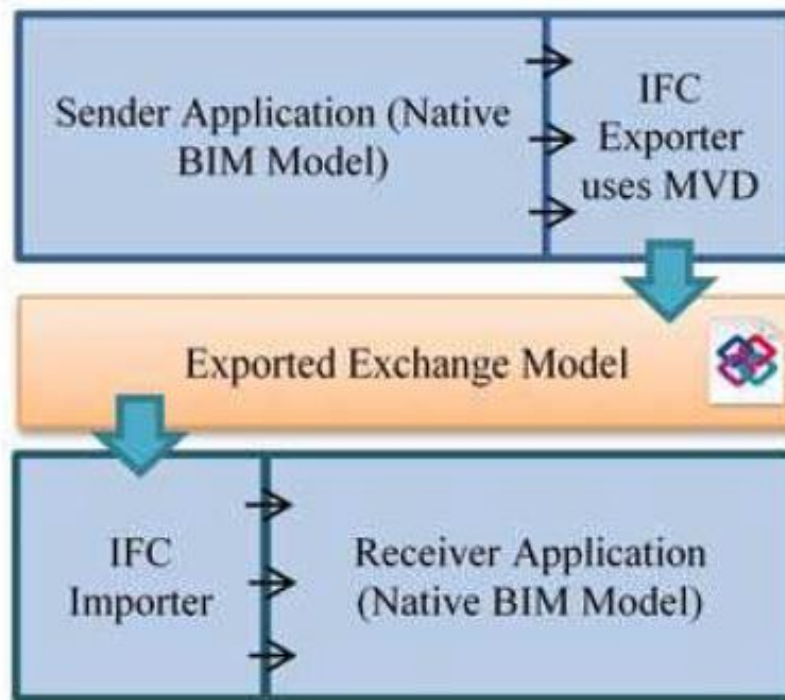 Sender Application (Native
BIM Model)
IFC
Exporter
uses MVD
Exported Exchange Model
IFC
Importer
Receiver Application
(Native BIM Model)